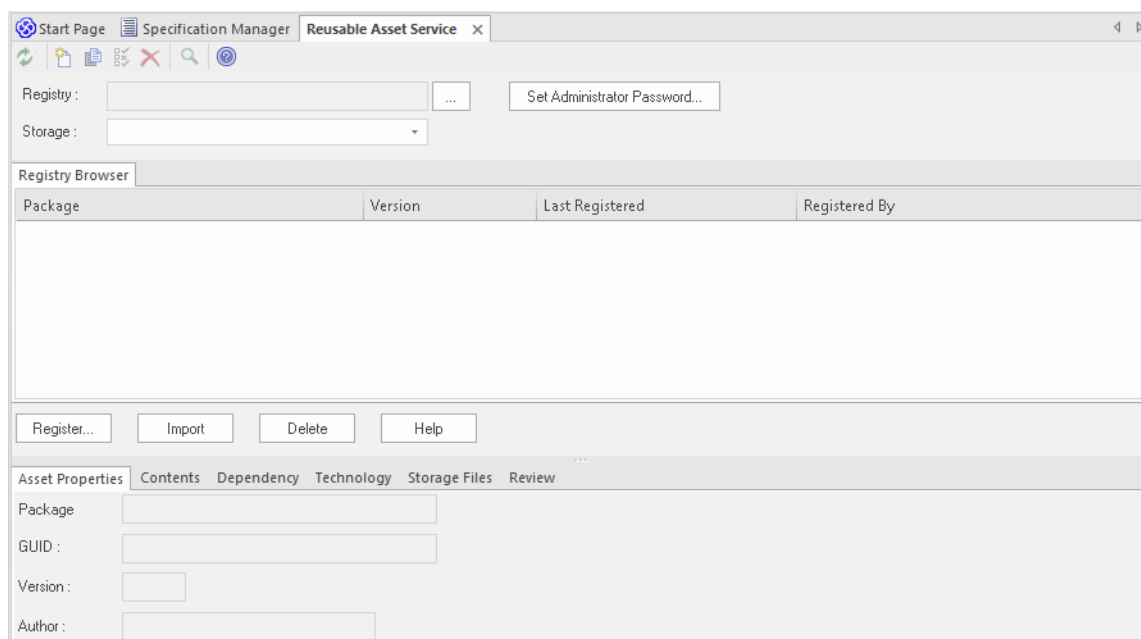 Start Page Specification Manager Reusable Asset Service
Registry : ... Set Administrator Password...
Storage :
Registry Browser
Package Version Last Registered Registered By
Register... Import Delete Help
Asset Properties Contents Dependency Technology Storage Files Review
Package
GUID :
Version :
Author :